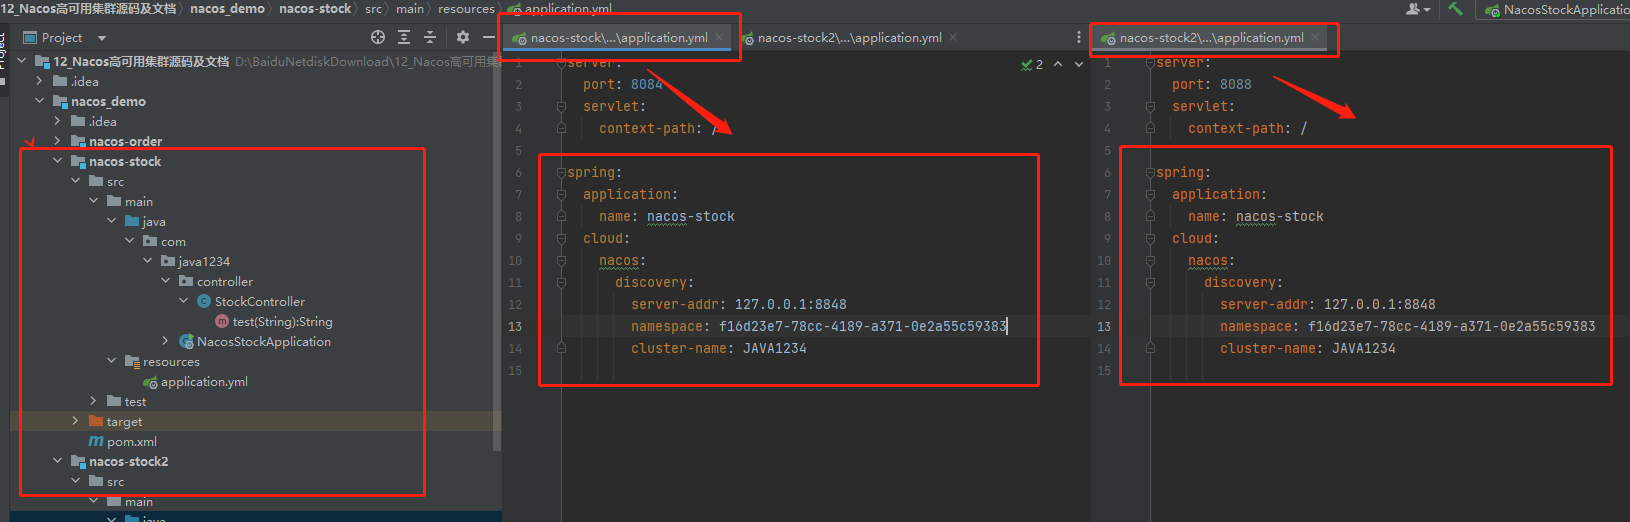 12_Nacos高可用集群源码及文档 nacos_demo nacos-stock src main resources application.yml
NacosStockApplication
Project
Project
nacos-stock\...\application.yml
nacos-stock2\...\application.yml
nacos-stock2\...\application.yml
12_Nacos高可用集群源码及文档 D:\BaiduNetdiskDownload\12_Nacos高可用集
.idea
nacos_demo
.idea
nacos-order
nacos-stock
src
main
java
com
java1234
controller
StockController
test(String):String
NacosStockApplication
resources
application.yml
test
target
pom.xml
nacos-stock2
src
main
java
2
1 server:
2 port: 8084
3 servlet:
4 context-path: /
5
6 spring:
7 application:
8 name: nacos-stock
9 cloud:
10 nacos:
11 discovery:
12 server-addr: 127.0.0.1:8848
13 namespace: f16d23e7-78cc-4189-a371-0e2a55c59383
14 cluster-name: JAVA1234
15
1 server:
2 port: 8088
3 servlet:
4 context-path: /
5
6 spring:
7 application:
8 name: nacos-stock
9 cloud:
10 nacos:
11 discovery:
12 server-addr: 127.0.0.1:8848
13 namespace: f16d23e7-78cc-4189-a371-0e2a55c59383
14 cluster-name: JAVA1234
15